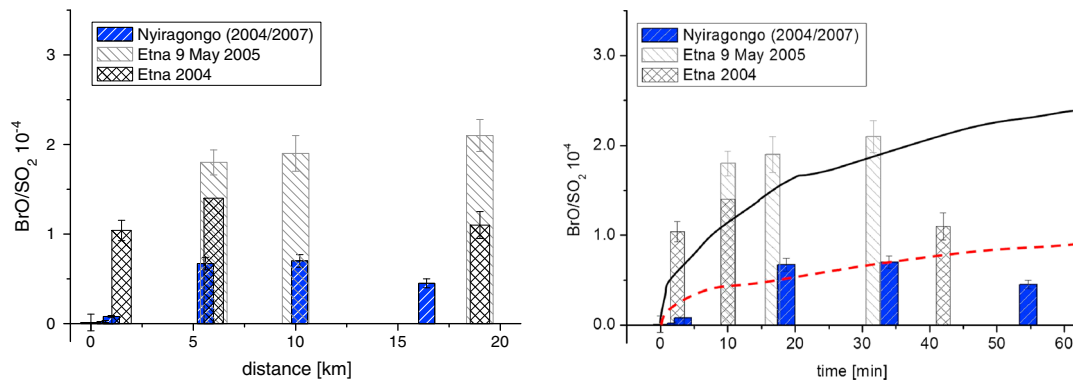 Nyiragongo (2004/2007)
Etna 9 May 2005
Etna 2004
3
2
1
0
BrO/SO2 10-4
0
5
10
15
20
distance [km]
Nyiragongo (2004/2007)
Etna 9 May 2005
Etna 2004
3.0
2.0
1.0
0.0
BrO/SO2 10-4
0
10
20
30
40
50
60
time [min]